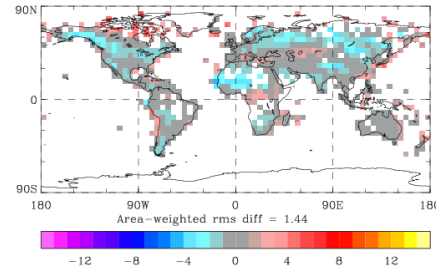 90N
0
90S
180 90W 0 90E 180
Area-weighted rms diff = 1.44
-12 -8 -4 0 4 8 12